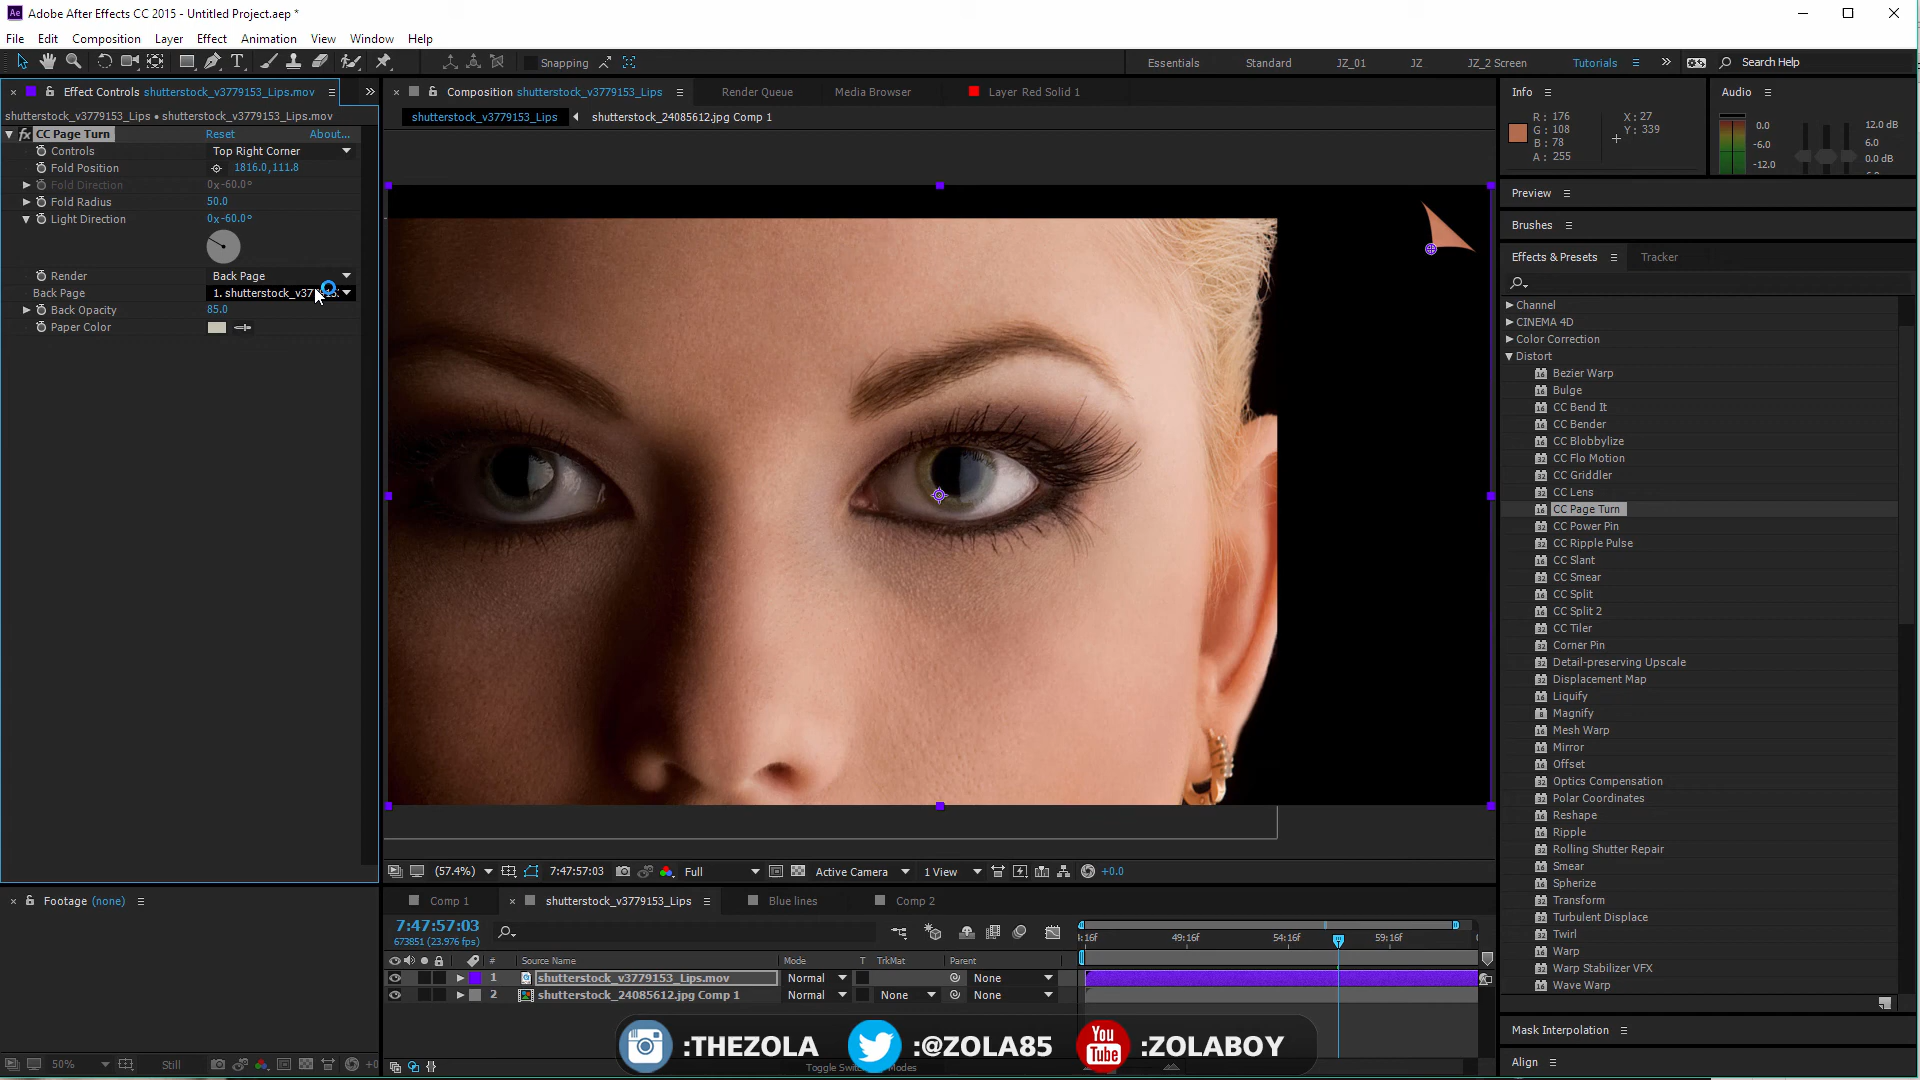 Adobe After Effects CC 2015 - Untitled Project.aep *
File Edit Composition Layer Effect Animation View Window Help
Snapping
Essentials Standard JZ_01 JZ JZ_2 Screen Tutorials Search Help
Effect Controls shutterstock_v3779153_Lips.mov
shutterstock_v3779153_Lips • shutterstock_v3779153_Lips.mov
fx CC Page Turn Reset About...
Controls Top Right Corner
Fold Position 1816.0,111.8
Fold Direction 0x-60.0°
Fold Radius 50.0
Light Direction 0x-60.0°
Render Back Page
Back Page 1. shutterstock_v37
Back Opacity 85.0
Paper Color
Composition shutterstock_v3779153_Lips
Render Queue Media Browser Layer Red Solid 1
shutterstock_v3779153_Lips shutterstock_24085612.jpg Comp 1
Info
R: 176
G: 108
B: 78
A: 255
X: 27
Y: 339
Audio
0.0
-6.0
-12.0
12.0 dB
6.0
0.0 dB
Preview
Brushes
Effects & Presets Tracker
Channel
CINEMA 4D
Color Correction
Distort
Bezier Warp
Bulge
CC Bend It
CC Bender
CC Blobbylize
CC Flo Motion
CC Griddler
CC Lens
CC Page Turn
CC Power Pin
CC Ripple Pulse
CC Slant
CC Smear
CC Split
CC Split 2
CC Tiler
Corner Pin
Detail-preserving Upscale
Displacement Map
Liquify
Magnify
Mesh Warp
Mirror
Offset
Optics Compensation
Polar Coordinates
Reshape
Ripple
Rolling Shutter Repair
Smear
Spherize
Transform
Turbulent Displace
Twirl
Warp
Warp Stabilizer VFX
Wave Warp
Mask Interpolation
Align
(57.4%) 7:47:57:03 Full Active Camera 1 View +0.0
Footage (none)
50% Still
Comp 1 shutterstock_v3779153_Lips Blue lines Comp 2
7:47:57:03
673851 (23.976 fps)
4:16f 49:16f 54:16f 59:16f
# Source Name Mode T TrkMat Parent
1 shutterstock_v3779153_Lips.mov Normal None
2 shutterstock_24085612.jpg Comp 1 Normal None None
:THEZOLA :@ZOLA85 You Tube :ZOLABOY